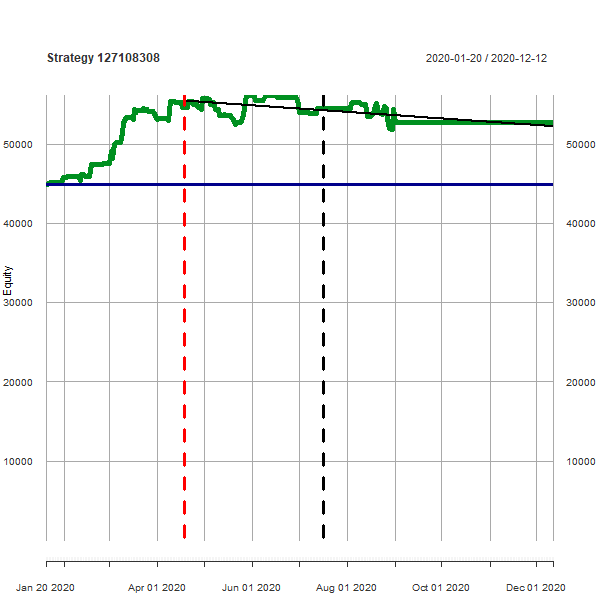 Strategy 127108308
2020-01-20 / 2020-12-12
50000
50000
40000
40000
Equity
30000
30000
20000
20000
10000
10000
Jan 20 2020
Apr 01 2020
Jun 01 2020
Aug 01 2020
Oct 01 2020
Dec 01 2020